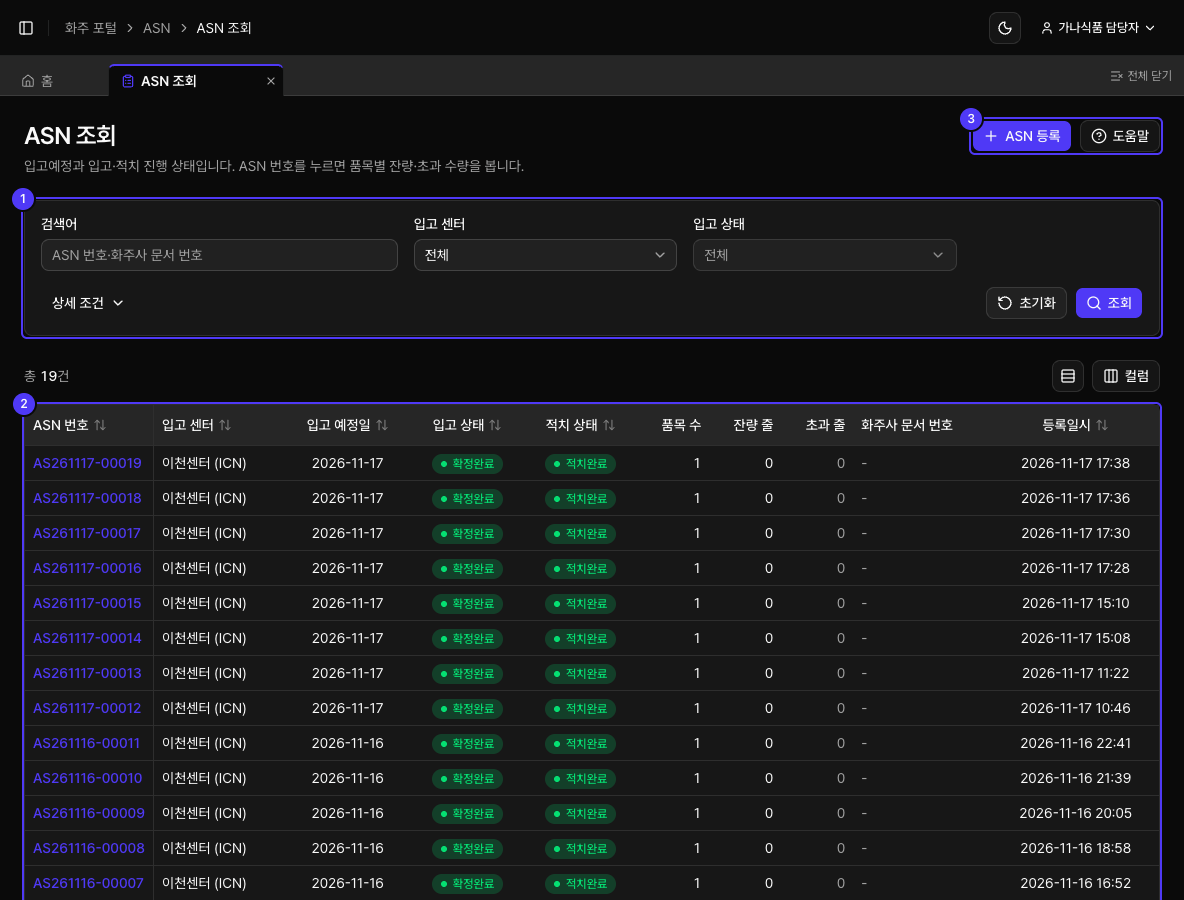 화주 포털 > ASN > ASN 조회
가나식품 담당자
홈
ASN 조회
전체 닫기
ASN 조회
3
ASN 등록
도움말
입고예정과 입고·적치 진행 상태입니다. ASN 번호를 누르면 품목별 잔량·초과 수량을 봅니다.
1
검색어 입고 센터 입고 상태
ASN 번호·화주사 문서 번호 전체 전체
상세 조건 초기화 조회
총 19건 컬럼
2
ASN 번호 입고 센터 입고 예정일 입고 상태 적치 상태 품목 수 잔량 줄 초과 줄 화주사 문서 번호 등록일시
AS261117-00019 이천센터 (ICN) 2026-11-17 확정완료 적치완료 1 0 0 - 2026-11-17 17:38
AS261117-00018 이천센터 (ICN) 2026-11-17 확정완료 적치완료 1 0 0 - 2026-11-17 17:36
AS261117-00017 이천센터 (ICN) 2026-11-17 확정완료 적치완료 1 0 0 - 2026-11-17 17:30
AS261117-00016 이천센터 (ICN) 2026-11-17 확정완료 적치완료 1 0 0 - 2026-11-17 17:28
AS261117-00015 이천센터 (ICN) 2026-11-17 확정완료 적치완료 1 0 0 - 2026-11-17 15:10
AS261117-00014 이천센터 (ICN) 2026-11-17 확정완료 적치완료 1 0 0 - 2026-11-17 15:08
AS261117-00013 이천센터 (ICN) 2026-11-17 확정완료 적치완료 1 0 0 - 2026-11-17 11:22
AS261117-00012 이천센터 (ICN) 2026-11-17 확정완료 적치완료 1 0 0 - 2026-11-17 10:46
AS261116-00011 이천센터 (ICN) 2026-11-16 확정완료 적치완료 1 0 0 - 2026-11-16 22:41
AS261116-00010 이천센터 (ICN) 2026-11-16 확정완료 적치완료 1 0 0 - 2026-11-16 21:39
AS261116-00009 이천센터 (ICN) 2026-11-16 확정완료 적치완료 1 0 0 - 2026-11-16 20:05
AS261116-00008 이천센터 (ICN) 2026-11-16 확정완료 적치완료 1 0 0 - 2026-11-16 18:58
AS261116-00007 이천센터 (ICN) 2026-11-16 확정완료 적치완료 1 0 0 - 2026-11-16 16:52